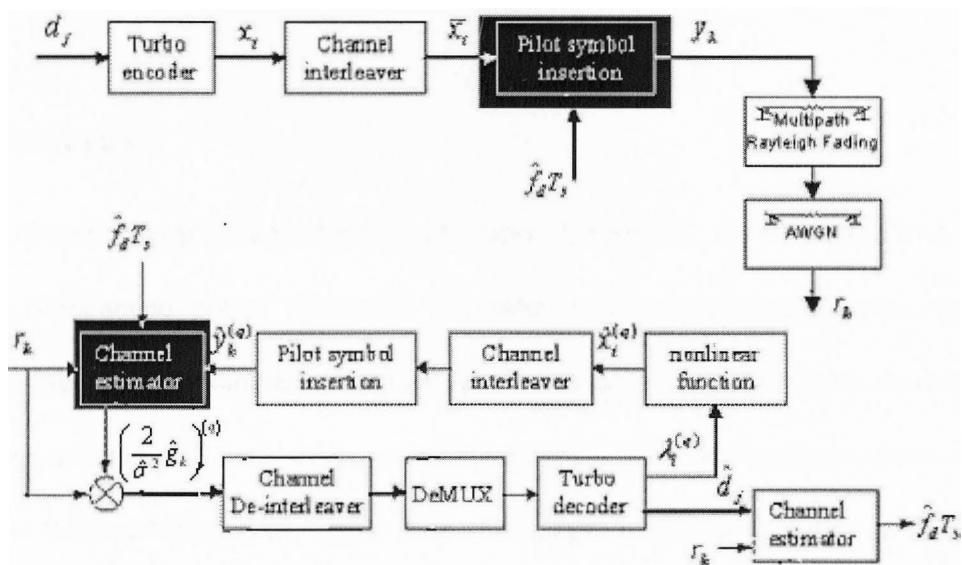 d_j
Turbo
encoder
x_i
Channel
interleaver
x̄_i
Pilot symbol
insertion
y_k
f̂_d T_s
Multipath
Rayleigh Fading
AWGN
r_k
f̂_d T_s
r_k
Channel
estimator
ŷ_k^(q)
Pilot symbol
insertion
Channel
interleaver
x̂_i^(q)
nonlinear
function
(2/σ̂² ĝ_k)^(q)
Channel
De-interleaver
DeMUX
Turbo
decoder
λ_i^(q)
d̂_j
r_k
Channel
estimator
f̂_d T_s